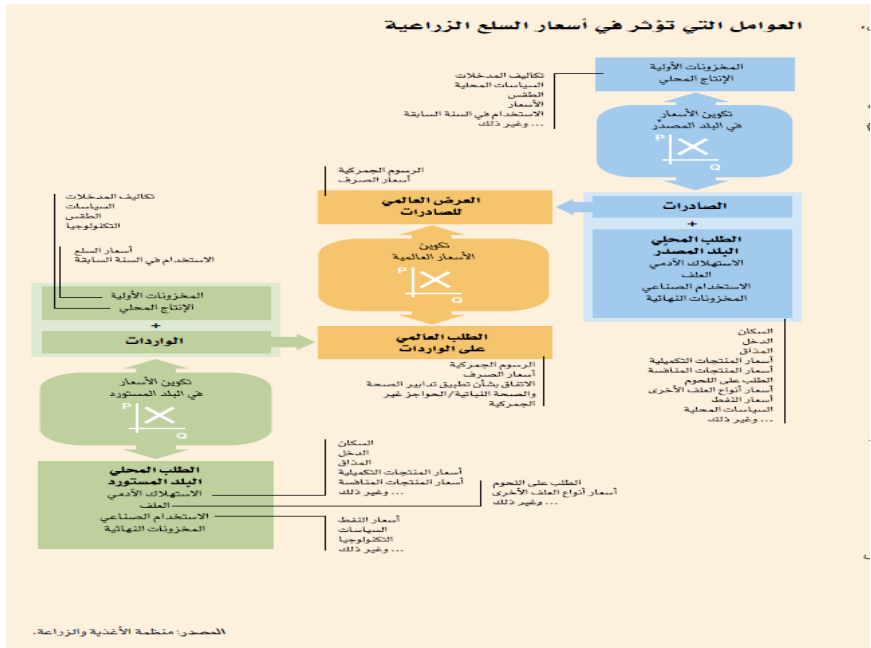 العوامل التي تؤثر في أسعار السلع الزراعية
المخزونات الأولية
الإنتاج المحلي
تكاليف المدخلات
السياسات المحلية
الطقس
الأسعار
الاستخدام في السنة السابقة
... وغير ذلك
تكوين الأسعار
في البلد المصدّر
P
Q
الصادرات
+
الطلب المحلي
البلد المصدر
الاستهلاك الآدمي
العلف
الاستخدام الصناعي
المخزونات النهائية
السكان
الدخل
المذاق
أسعار المنتجات التكميلية
أسعار المنتجات المنافسة
الطلب على اللحوم
أسعار أنواع العلف الأخرى
أسعار النفط
السياسات المحلية
... وغير ذلك
الرسوم الجمركية
أسعار الصرف
العرض العالمي
للصادرات
تكوين
الأسعار العالمية
P
Q
الطلب العالمي
على الواردات
الرسوم الجمركية
أسعار الصرف
الاتفاق بشأن تطبيق تدابير الصحة
والصحة النباتية/الحواجز غير
الجمركية
تكاليف المدخلات
السياسات
الطقس
التكنولوجيا
أسعار السلع
الاستخدام في السنة السابقة
المخزونات الأولية
الإنتاج المحلي
+
الواردات
تكوين الأسعار
في البلد المستورد
P
Q
الطلب المحلي
البلد المستورد
الاستهلاك الآدمي
العلف
الاستخدام الصناعي
المخزونات النهائية
السكان
الدخل
المذاق
أسعار المنتجات التكميلية
أسعار المنتجات المنافسة
... وغير ذلك
الطلب على اللحوم
أسعار أنواع العلف الأخرى
... وغير ذلك
أسعار النفط
السياسات
التكنولوجيا
... وغير ذلك
المصدر: منظمة الأغذية والزراعة.